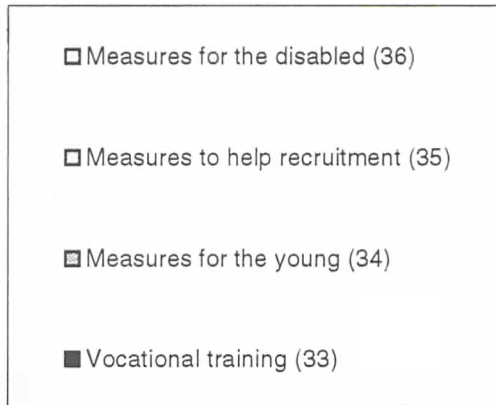 Measures for the disabled (36)
Measures to help recruitment (35)
Measures for the young (34)
Vocational training (33)